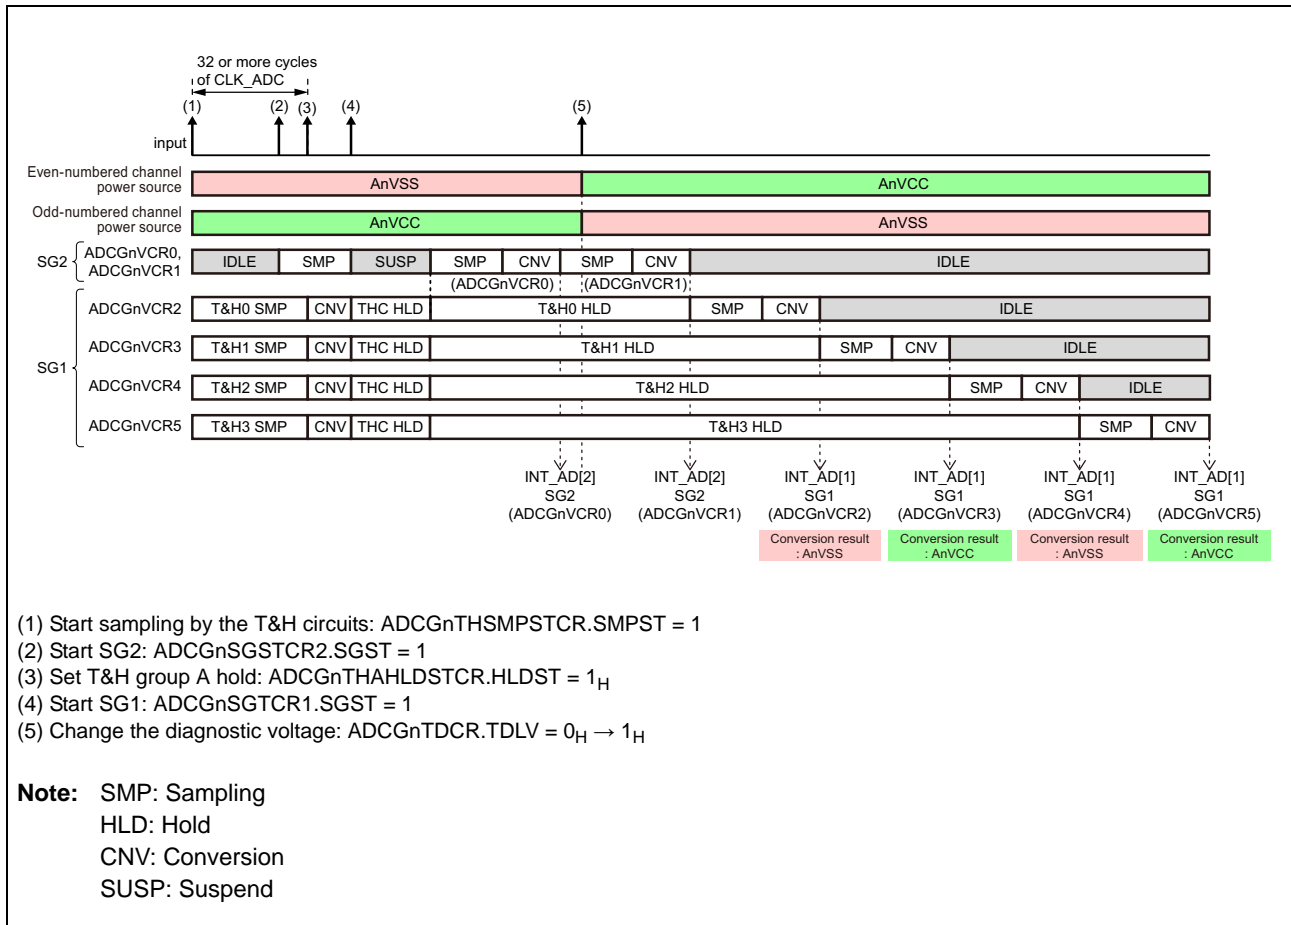 32 or more cycles
of CLK_ADC
(1) (2) (3) (4) (5)
input
Even-numbered channel
power source
AnVSS AnVCC
Odd-numbered channel
power source
AnVCC AnVSS
SG2 ADCGnVCR0,
ADCGnVCR1
IDLE SMP SUSP SMP CNV SMP CNV IDLE
(ADCGnVCR0) (ADCGnVCR1)
SG1
ADCGnVCR2 T&H0 SMP CNV THC HLD T&H0 HLD SMP CNV IDLE
ADCGnVCR3 T&H1 SMP CNV THC HLD T&H1 HLD SMP CNV IDLE
ADCGnVCR4 T&H2 SMP CNV THC HLD T&H2 HLD SMP CNV IDLE
ADCGnVCR5 T&H3 SMP CNV THC HLD T&H3 HLD SMP CNV
INT_AD[2] INT_AD[2] INT_AD[1] INT_AD[1] INT_AD[1] INT_AD[1]
SG2 SG2 SG1 SG1 SG1 SG1
(ADCGnVCR0) (ADCGnVCR1) (ADCGnVCR2) (ADCGnVCR3) (ADCGnVCR4) (ADCGnVCR5)
Conversion result Conversion result Conversion result Conversion result
: AnVSS : AnVCC : AnVSS : AnVCC
(1) Start sampling by the T&H circuits: ADCGnTHSMPSTCR.SMPST = 1
(2) Start SG2: ADCGnSGSTCR2.SGST = 1
(3) Set T&H group A hold: ADCGnTHAHLDSTCR.HLDST = 1H
(4) Start SG1: ADCGnSGTCR1.SGST = 1
(5) Change the diagnostic voltage: ADCGnTDCR.TDLV = 0H → 1H
Note: SMP: Sampling
HLD: Hold
CNV: Conversion
SUSP: Suspend